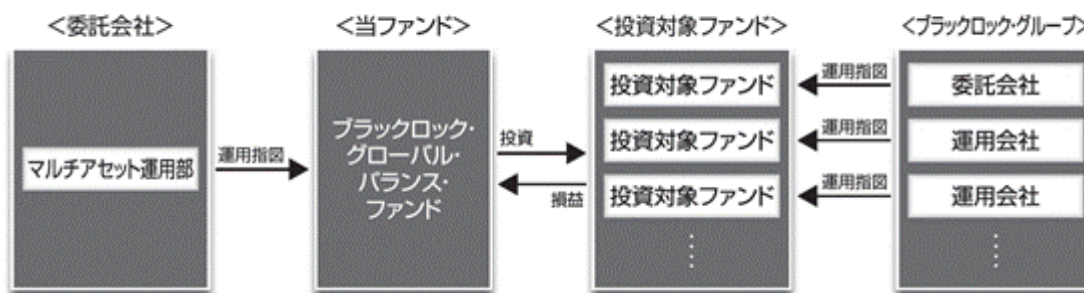 <委託会社>
マルチアセット運用部
運用指図
<当ファンド>
ブラックロック・
グローバル・
バランス・
ファンド
投資
損益
<投資対象ファンド>
投資対象ファンド
投資対象ファンド
投資対象ファンド
運用指図
運用指図
運用指図
<ブラックロック・グループ>
委託会社
運用会社
運用会社